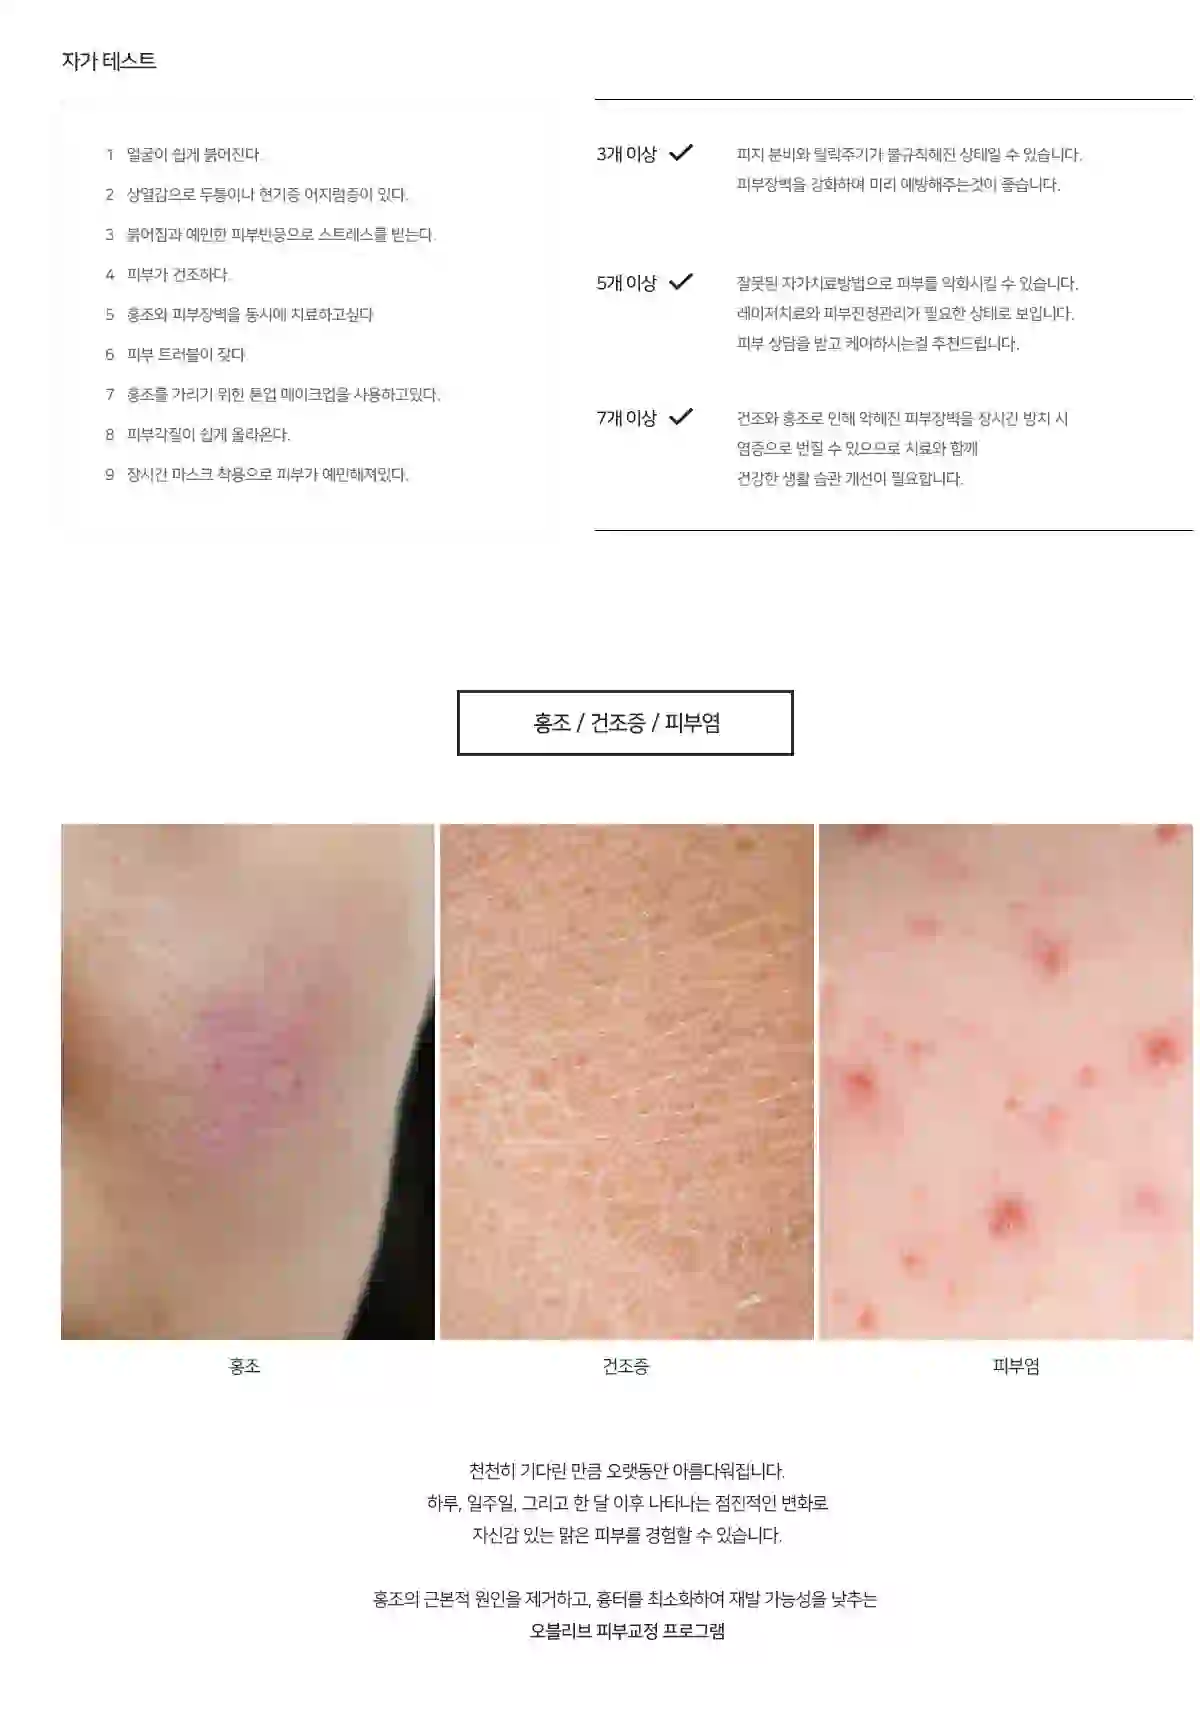 자가 테스트
1 얼굴이 쉽게 붉어진다.
2 상열감으로 두통이나 현기증 어지럼증이 있다.
3 붉어짐과 예민한 피부반응으로 스트레스를 받는다.
4 피부가 건조하다.
5 홍조와 피부장벽을 동시에 치료하고싶다
6 피부 트러블이 잦다
7 홍조를 가리기 위한 톤업 메이크업을 사용하고있다.
8 피부각질이 쉽게 올라온다.
9 장시간 마스크 착용으로 피부가 예민해져있다.
3개 이상
피지 분비와 탈락주기가 불규칙해진 상태일 수 있습니다.
피부장벽을 강화하여 미리 예방해주는것이 좋습니다.
5개 이상
잘못된 자가치료방법으로 피부를 악화시킬 수 있습니다.
레이저치료와 피부진정관리가 필요한 상태로 보입니다.
피부 상담을 받고 케어하시는걸 추천드립니다.
7개 이상
건조와 홍조로 인해 약해진 피부장벽을 장시간 방치 시
염증으로 번질 수 있으므로 치료와 함께
건강한 생활 습관 개선이 필요합니다.
홍조 / 건조증 / 피부염
홍조
건조증
피부염
천천히 기다린 만큼 오랫동안 아름다워집니다.
하루, 일주일, 그리고 한 달 이후 나타나는 점진적인 변화로
자신감 있는 맑은 피부를 경험할 수 있습니다.
홍조의 근본적 원인을 제거하고, 흉터를 최소화하여 재발 가능성을 낮추는
오블리브 피부교정 프로그램